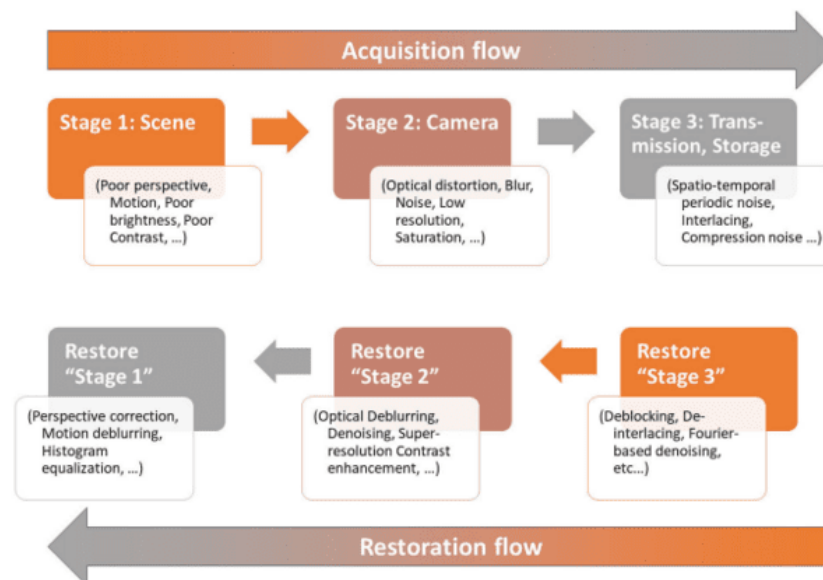 Acquisition flow
Stage 1: Scene
(Poor perspective,
Motion, Poor
brightness, Poor
Contrast, ...)
Stage 2: Camera
(Optical distortion, Blur,
Noise, Low
resolution,
Saturation, ...)
Stage 3: Trans-
mission, Storage
(Spatio-temporal
periodic noise,
Interlacing,
Compression noise ...)
Restore
“Stage 1”
(Perspective correction,
Motion deblurring,
Histogram
equalization, ...)
Restore
“Stage 2”
(Optical Deblurring,
Denoising, Super-
resolution Contrast
enhancement, ...)
Restore
“Stage 3”
(Deblocking, De-
interlacing, Fourier-
based denoising,
etc...)
Restoration flow